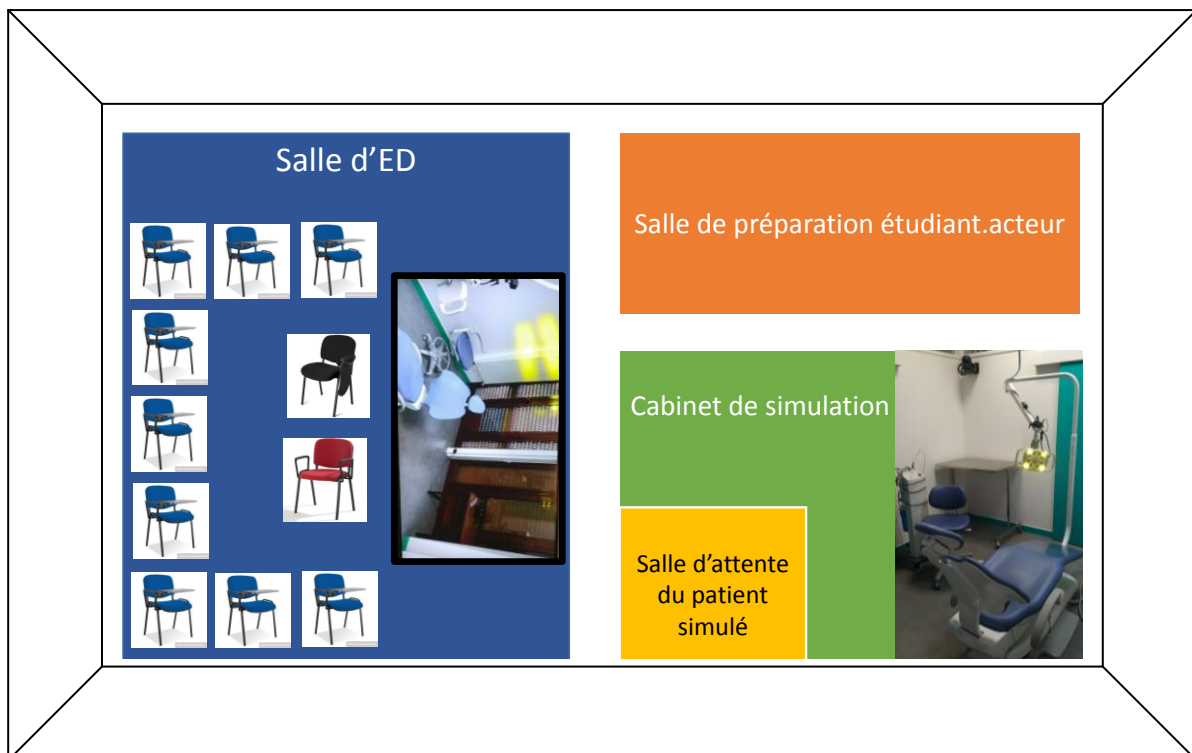 Salle d’ED
Salle de préparation étudiant.acteur
Cabinet de simulation
Salle d’attente
du patient
simulé